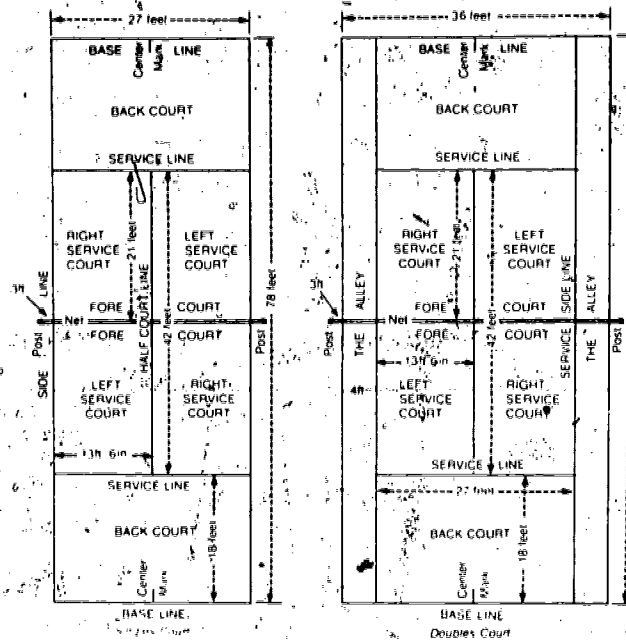 27 feet
BASE LINE
Center
Mark
BACK COURT
SERVICE LINE
RIGHT
SERVICE
COURT
21 feet
LEFT
SERVICE
COURT
78 feet
3ft
SIDE LINE
HALF COURT LINE
42 feet
FORE COURT
Net
Post
Post
FORE COURT
LEFT
SERVICE
COURT
RIGHT
SERVICE
COURT
13ft 6in
SERVICE LINE
BACK COURT
18 feet
Center
Mark
BASE LINE
Court
36 feet
BASE LINE
Center
Mark
BACK COURT
SERVICE LINE
RIGHT
SERVICE
COURT
21 feet
LEFT
SERVICE
COURT
3ft
THE ALLEY
SERVICE SIDE LINE
THE ALLEY
42 feet
FORE COURT
Net
Post
Post
FORE COURT
13ft 6in
4ft
LEFT
SERVICE
COURT
RIGHT
SERVICE
COURT
SERVICE LINE
27 feet
BACK COURT
18 feet
Center
Mark
BASE LINE
Doubles Court